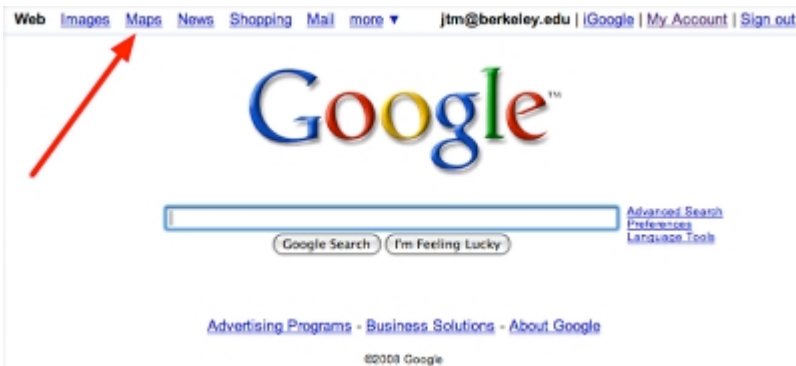 Web Images Maps News Shopping Mail more ▼ jtm@berkeley.edu | iGoogle | My Account | Sign out
Google™
Advanced Search
Preferences
Language Tools
Google Search I'm Feeling Lucky
Advertising Programs - Business Solutions - About Google
©2008 Google